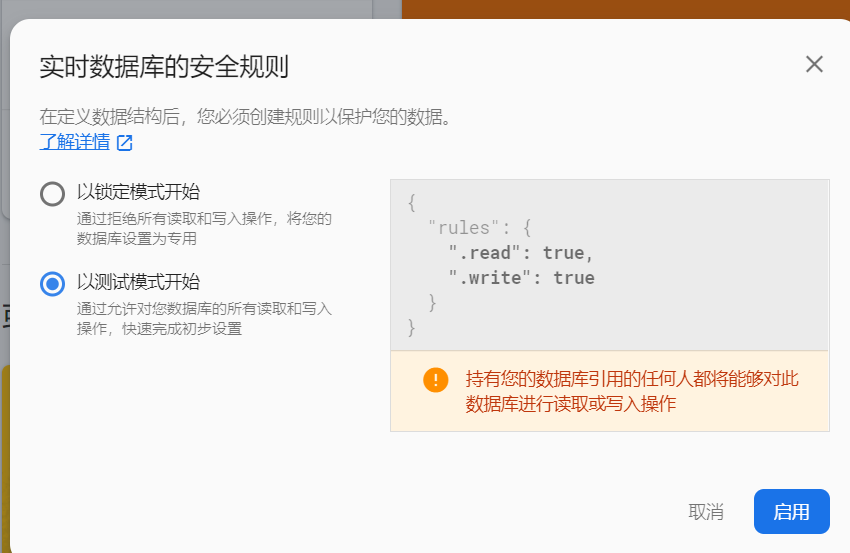 实时数据库的安全规则
在定义数据结构后，您必须创建规则以保护您的数据。
了解详情
以锁定模式开始
通过拒绝所有读取和写入操作，将您的
数据库设置为专用
以测试模式开始
通过允许对您数据库的所有读取和写入
操作，快速完成初步设置
{
"rules": {
".read": true,
".write": true
}
}
持有您的数据库引用的任何人都将能够对此
数据库进行读取或写入操作
取消
启用